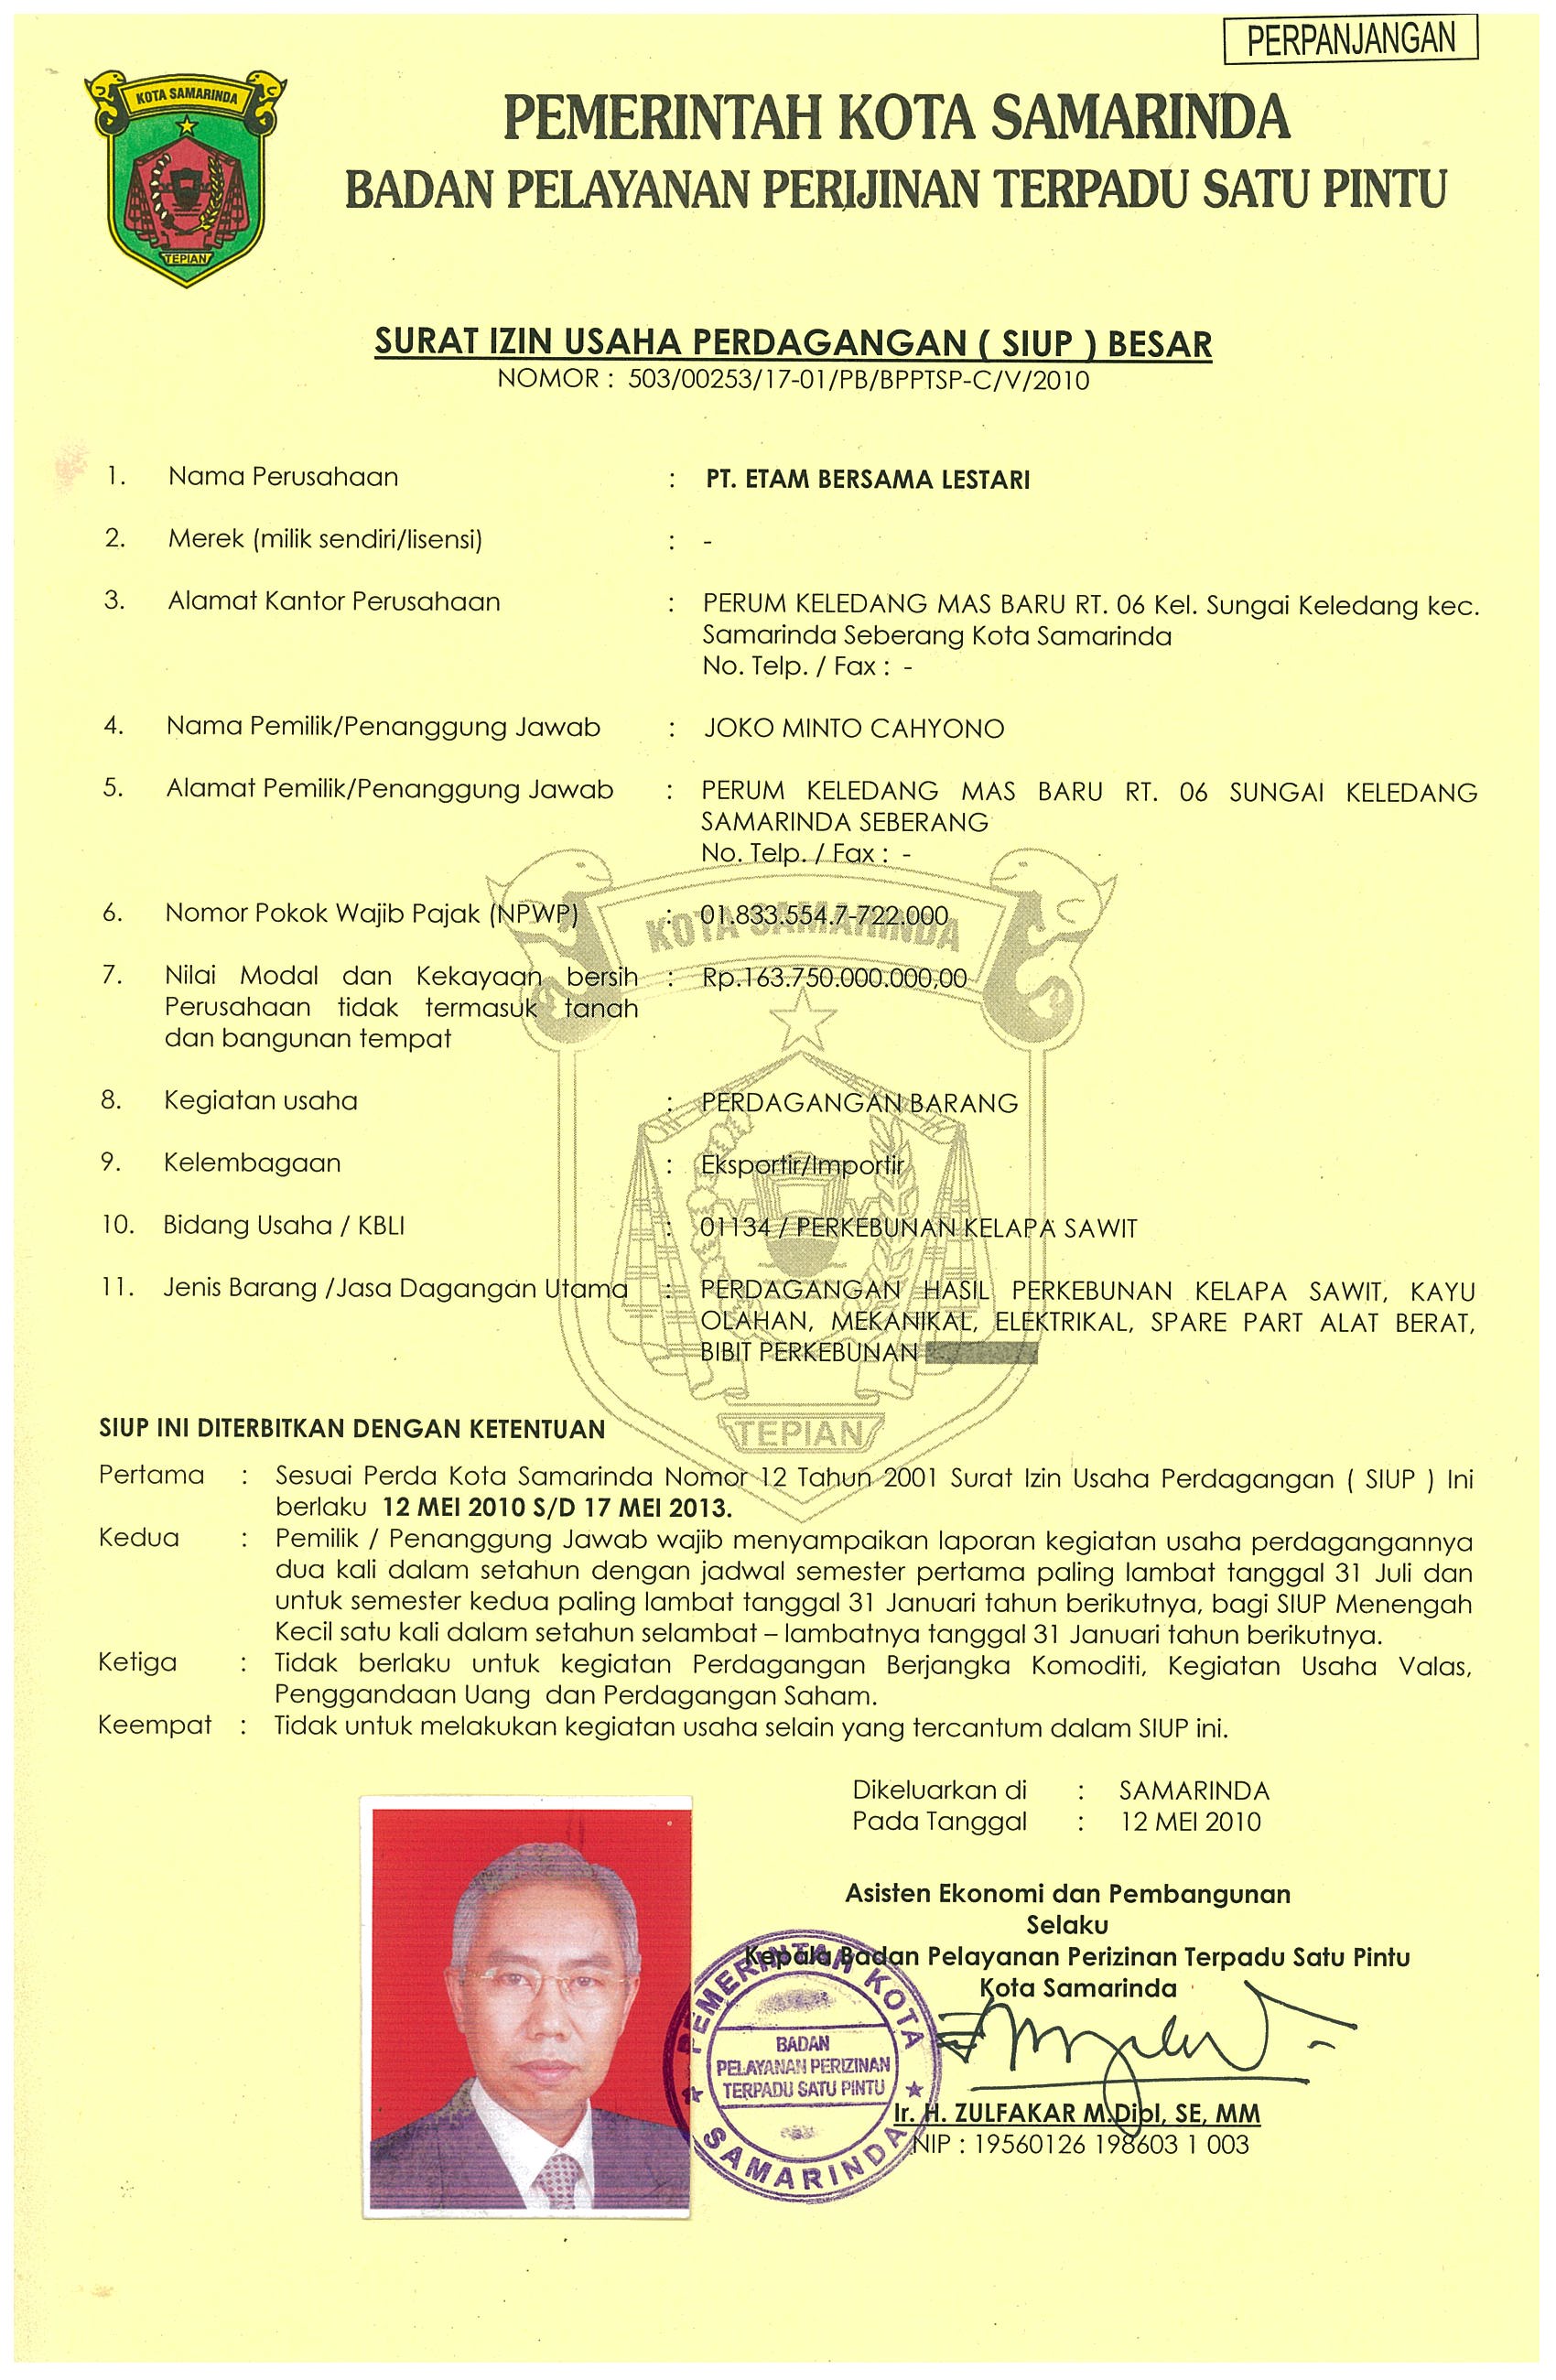 PERPANJANGAN
KOTA SAMARINDA
TEPIAN
PEMERINTAH KOTA SAMARINDA
BADAN PELAYANAN PERIJINAN TERPADU SATU PINTU
SURAT IZIN USAHA PERDAGANGAN ( SIUP ) BESAR
NOMOR : 503/00253/17-01/PB/BPPTSP-C/V/2010
1. Nama Perusahaan : PT. ETAM BERSAMA LESTARI
2. Merek (milik sendiri/lisensi) : -
3. Alamat Kantor Perusahaan : PERUM KELEDANG MAS BARU RT. 06 Kel. Sungai Keledang kec.
Samarinda Seberang Kota Samarinda
No. Telp. / Fax : -
4. Nama Pemilik/Penanggung Jawab : JOKO MINTO CAHYONO
5. Alamat Pemilik/Penanggung Jawab : PERUM KELEDANG MAS BARU RT. 06 SUNGAI KELEDANG
SAMARINDA SEBERANG
No. Telp. / Fax : -
KOTA SAMARINDA
6. Nomor Pokok Wajib Pajak (NPWP) : 01.833.554.7-722.000
7. Nilai Modal dan Kekayaan bersih : Rp.163.750.000.000,00
Perusahaan tidak termasuk tanah
dan bangunan tempat
8. Kegiatan usaha : PERDAGANGAN BARANG
9. Kelembagaan : Eksportir/Importir
10. Bidang Usaha / KBLI : 01134 / PERKEBUNAN KELAPA SAWIT
11. Jenis Barang /Jasa Dagangan Utama : PERDAGANGAN HASIL PERKEBUNAN KELAPA SAWIT, KAYU
OLAHAN, MEKANIKAL, ELEKTRIKAL, SPARE PART ALAT BERAT,
BIBIT PERKEBUNAN
TEPIAN
SIUP INI DITERBITKAN DENGAN KETENTUAN
Pertama : Sesuai Perda Kota Samarinda Nomor 12 Tahun 2001 Surat Izin Usaha Perdagangan ( SIUP ) Ini
berlaku 12 MEI 2010 S/D 17 MEI 2013.
Kedua : Pemilik / Penanggung Jawab wajib menyampaikan laporan kegiatan usaha perdagangannya
dua kali dalam setahun dengan jadwal semester pertama paling lambat tanggal 31 Juli dan
untuk semester kedua paling lambat tanggal 31 Januari tahun berikutnya, bagi SIUP Menengah
Kecil satu kali dalam setahun selambat – lambatnya tanggal 31 Januari tahun berikutnya.
Ketiga : Tidak berlaku untuk kegiatan Perdagangan Berjangka Komoditi, Kegiatan Usaha Valas,
Penggandaan Uang dan Perdagangan Saham.
Keempat : Tidak untuk melakukan kegiatan usaha selain yang tercantum dalam SIUP ini.
Dikeluarkan di : SAMARINDA
Pada Tanggal : 12 MEI 2010
Asisten Ekonomi dan Pembangunan
Selaku
Kepala Badan Pelayanan Perizinan Terpadu Satu Pintu
Kota Samarinda
PEMERINTAH KOTA
BADAN
PELAYANAN PERIZINAN
TERPADU SATU PINTU
SAMARINDA
Ir. H. ZULFAKAR M.Dipl, SE, MM
NIP : 19560126 198603 1 003